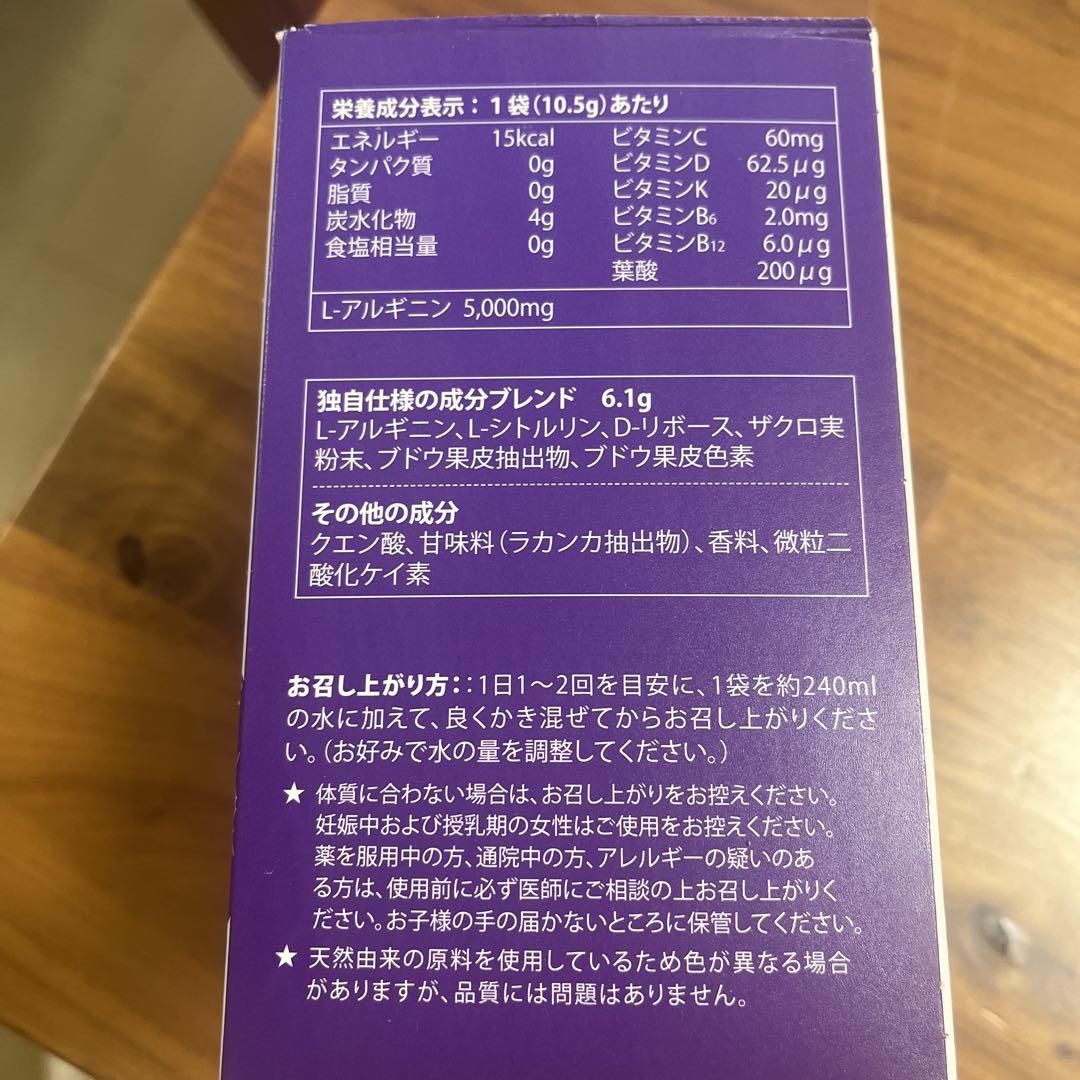 栄養成分表示：1袋(10.5g)あたり
エネルギー 15kcal
タンパク質 0g
脂質 0g
炭水化物 4g
食塩相当量 0g
ビタミンC 60mg
ビタミンD 62.5μg
ビタミンK 20μg
ビタミンB6 2.0mg
ビタミンB12 6.0μg
葉酸 200μg
L-アルギニン 5,000mg
独自仕様の成分ブレンド 6.1g
L-アルギニン、L-シトルリン、D-リボース、ザクロ実
粉末、ブドウ果皮抽出物、ブドウ果皮色素
その他の成分
クエン酸、甘味料(ラカンカ抽出物)、香料、微粒二
酸化ケイ素
お召し上がり方：：1日1～2回を目安に、1袋を約240ml
の水に加えて、良くかき混ぜてからお召し上がりくださ
い。(お好みで水の量を調整してください。)
★ 体質に合わない場合は、お召し上がりをお控えください。
妊娠中および授乳期の女性はご使用をお控えください。
薬を服用中の方、通院中の方、アレルギーの疑いのあ
る方は、使用前に必ず医師にご相談の上お召し上がりく
ださい。お子様の手の届かないところに保管してください。
★ 天然由来の原料を使用しているため色が異なる場合
がありますが、品質には問題はありません。